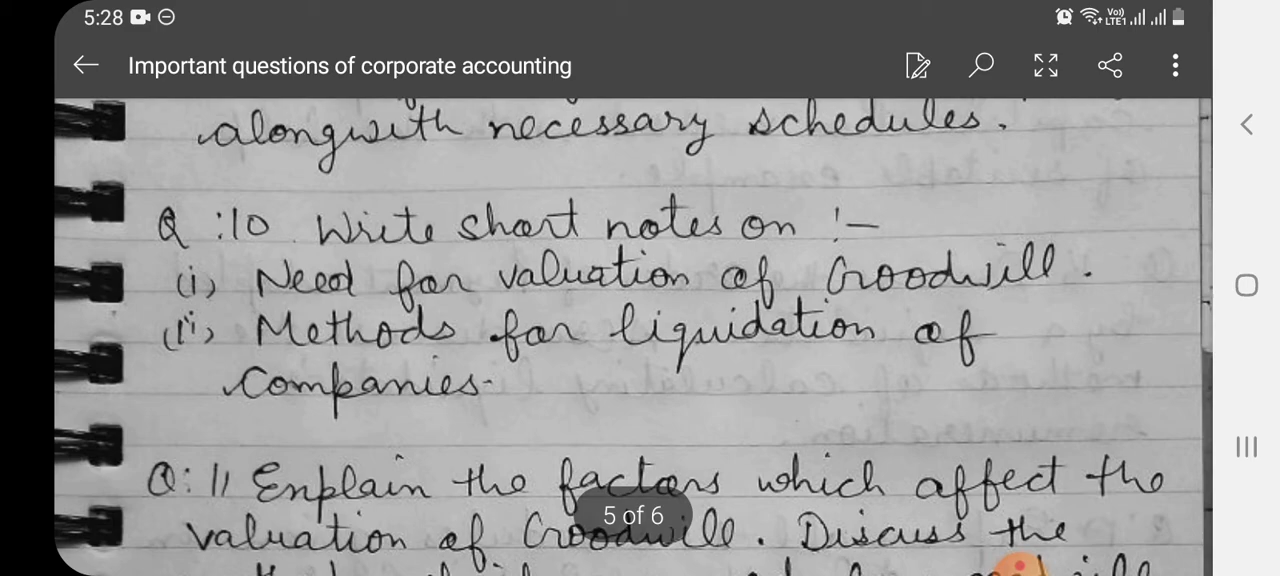 5:28
Vo)) LTE1
Important questions of corporate accounting
alongwith necessary schedules.
Q :10 Write short notes on :-
(i) Need for valuation of Goodwill.
(ii) Methods for liquidation of
Companies.
Q: 11 Explain the factors which affect the
valuation of Goodwill. Discuss the
5 of 6